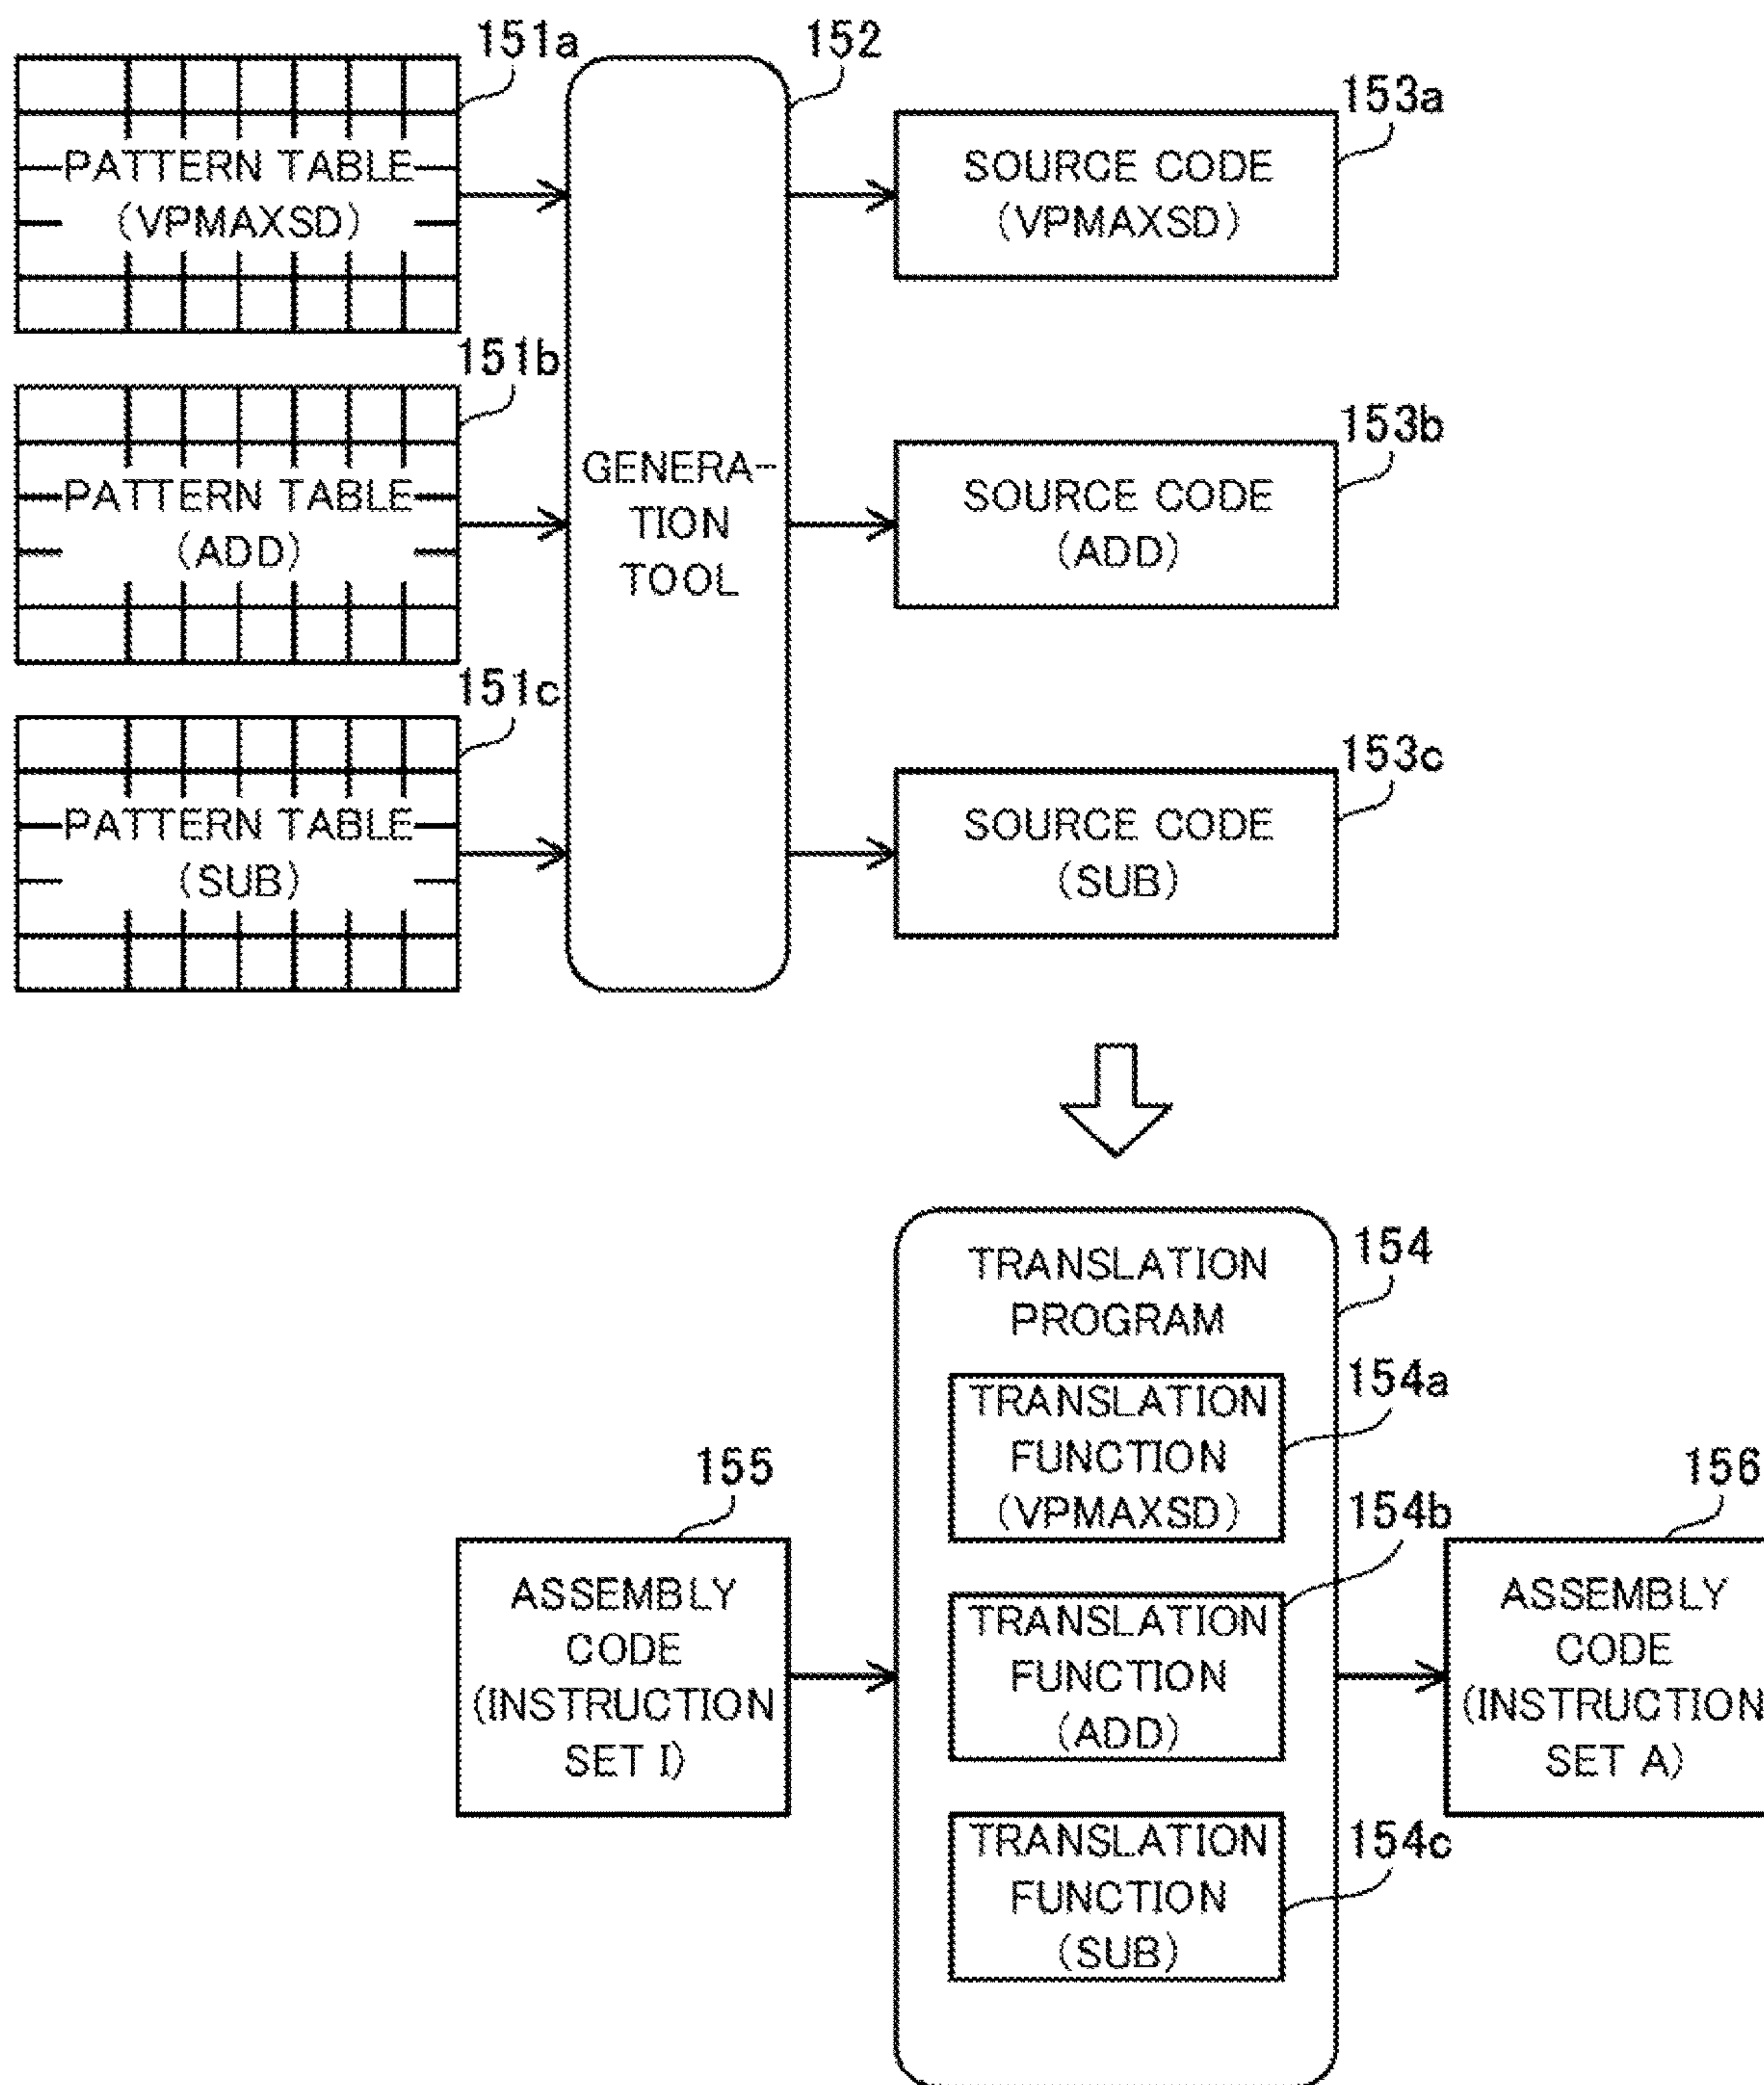 151a
152
153a
PATTERN TABLE
(VPMAXSD)
SOURCE CODE
(VPMAXSD)
151b
153b
PATTERN TABLE
(ADD)
GENERA-
TION
TOOL
SOURCE CODE
(ADD)
151c
153c
PATTERN TABLE
(SUB)
SOURCE CODE
(SUB)
TRANSLATION
PROGRAM
154
TRANSLATION
FUNCTION
(VPMAXSD)
154a
155
ASSEMBLY
CODE
(INSTRUCTION
SET I)
154b
TRANSLATION
FUNCTION
(ADD)
156
ASSEMBLY
CODE
(INSTRUCTION
SET A)
TRANSLATION
FUNCTION
(SUB)
154c